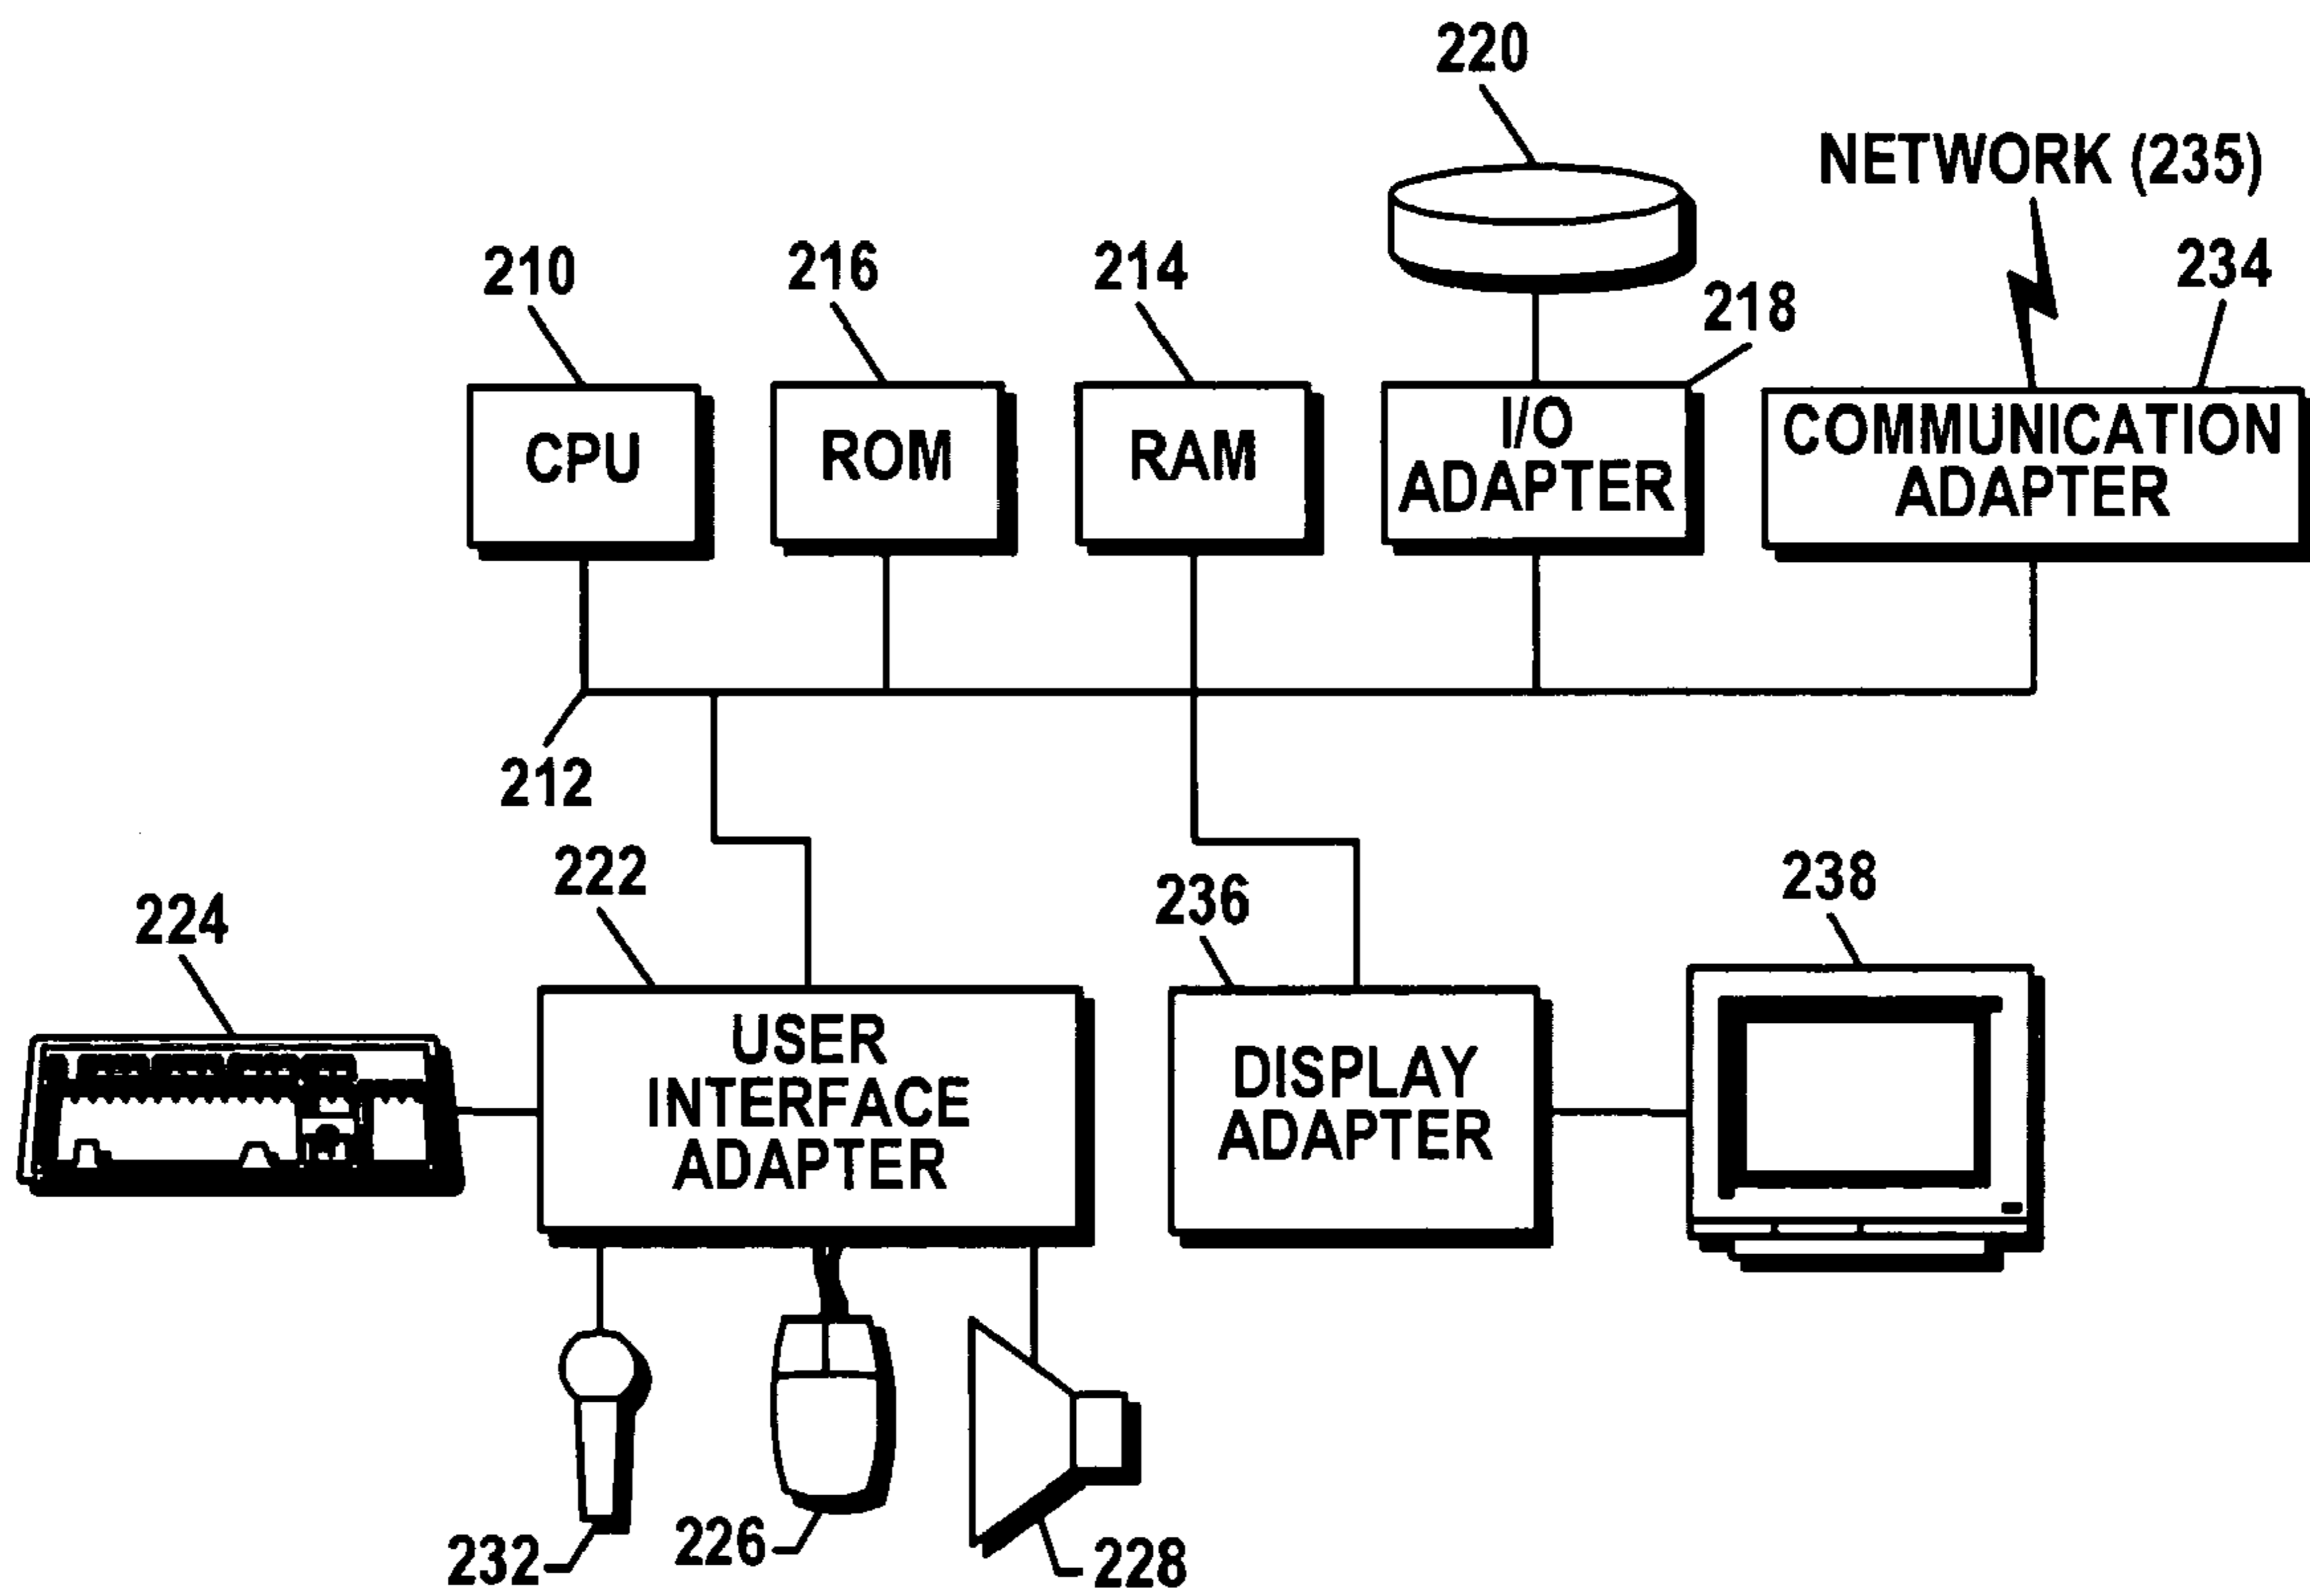 220
NETWORK (235)
210
216
214
218
234
CPU
ROM
RAM
I/O
ADAPTER
COMMUNICATION
ADAPTER
212
222
224
236
238
USER
INTERFACE
ADAPTER
DISPLAY
ADAPTER
232
226
228